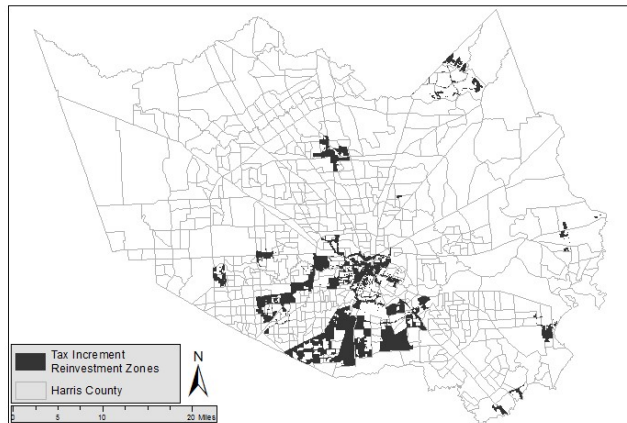 Tax Increment
Reinvestment Zones
Harris County
N
0 5 10 20 Miles